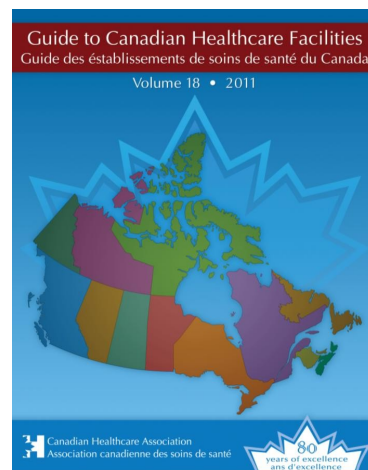 Guide to Canadian Healthcare Facilities
Guide des établissements de soins de santé du Canada
Volume 18 • 2011
Canadian Healthcare Association
Association canadienne des soins de santé
80
years of excellence
ans d'excellence